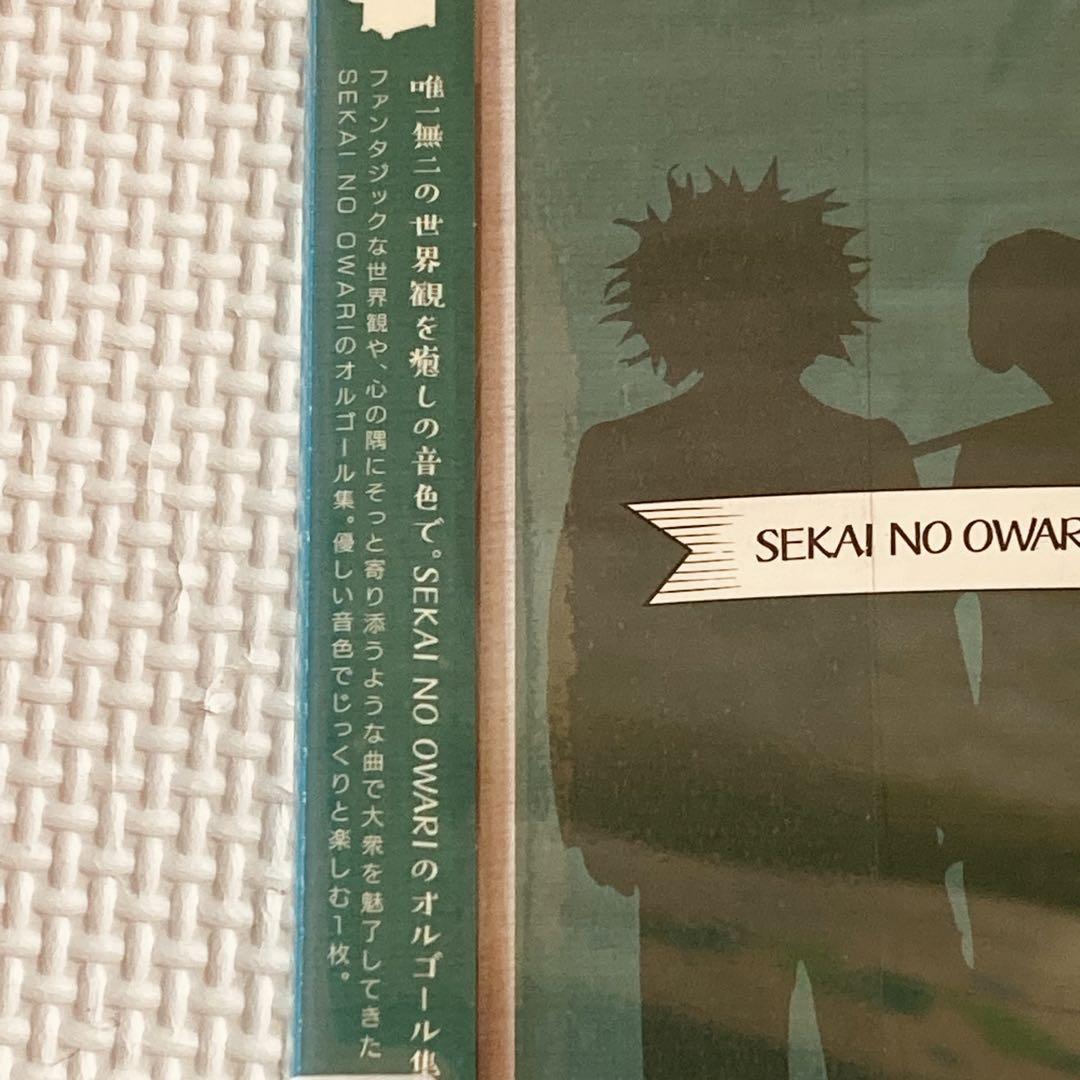 唯一無二の世界観を癒しの音色で。SEKAI NO OWARIのオルゴール集
ファンタジックな世界観や、心の隅にそっと寄り添うような曲で大衆を魅了してきた
SEKAI NO OWARIのオルゴール集。優しい音色でじっくりと楽しむ1枚。
SEKAI NO OWAR